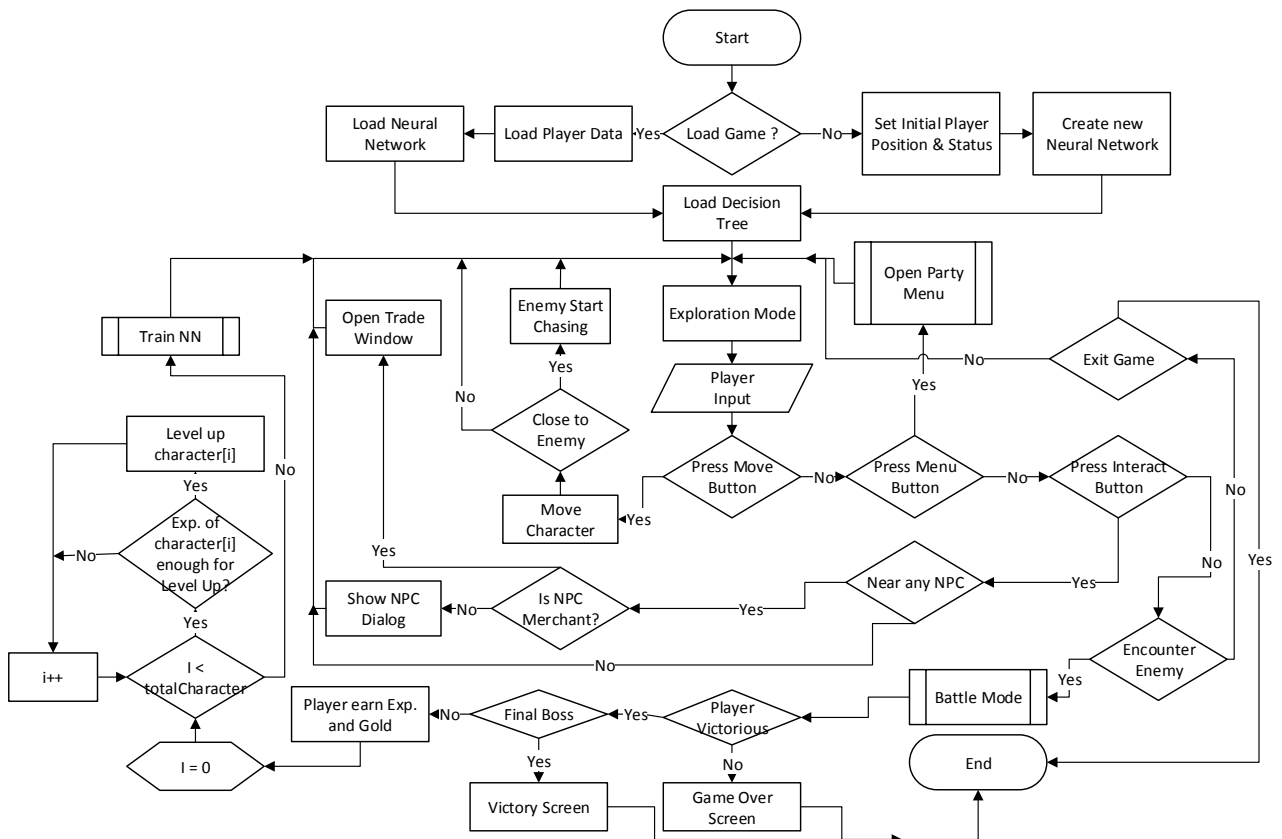 Start
Load Neural
Network
Load Player Data
Yes
Load Game ?
No
Set Initial Player
Position & Status
Create new
Neural Network
Load Decision
Tree
Open Party
Menu
Enemy Start
Chasing
Open Trade
Window
Exploration Mode
Train NN
Yes
No
Exit Game
Player
Input
Yes
No
Close to
Enemy
Level up
character[i]
No
Press Move
Button
No
Press Menu
Button
No
Press Interact
Button
No
Yes
Move
Character
Yes
Exp. of
character[i]
enough for
Level Up?
No
Yes
No
Yes
Near any NPC
Yes
Yes
Show NPC
Dialog
No
Is NPC
Merchant?
Yes
No
Encounter
Enemy
Yes
i++
I <
totalCharacter
Player earn Exp.
and Gold
No
Final Boss
Yes
Player
Victorious
Battle Mode
I = 0
Yes
No
End
Victory Screen
Game Over
Screen